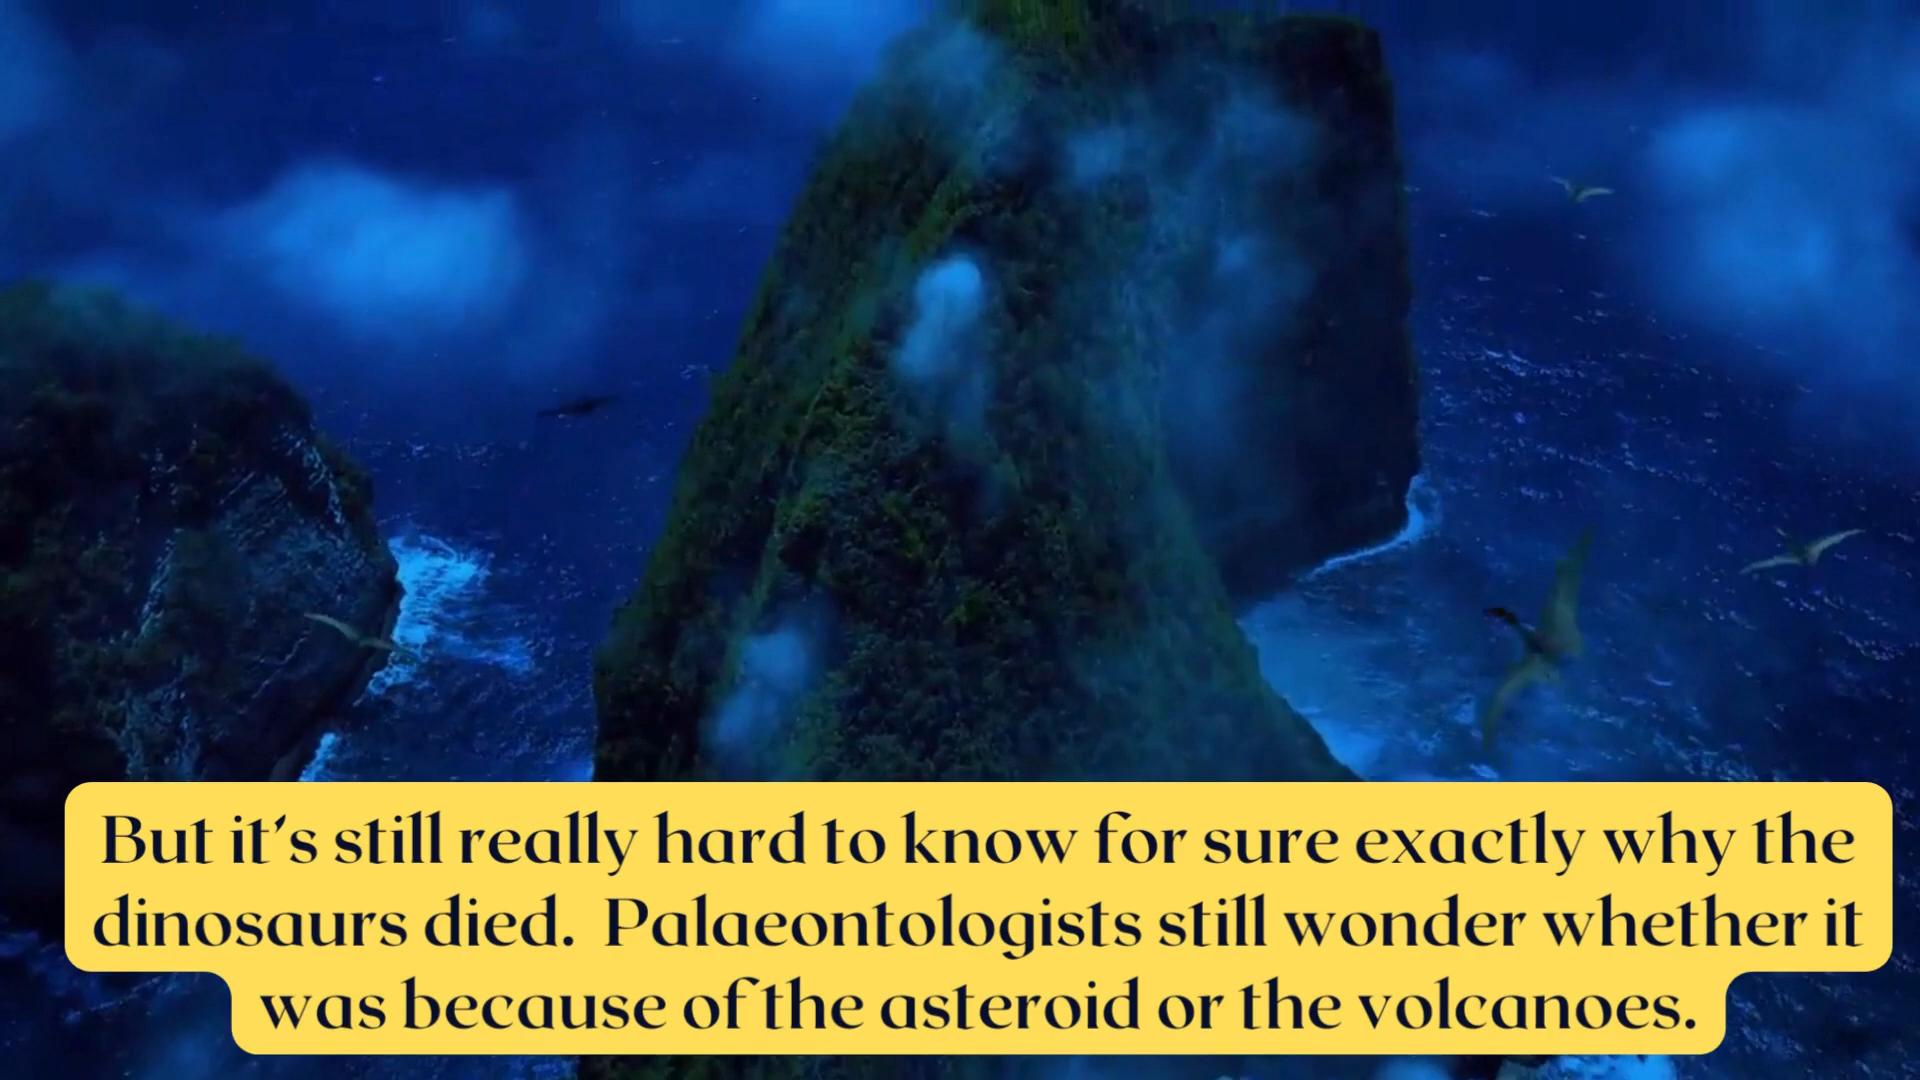 But it's still really hard to know for sure exactly why the
dinosaurs died.  Palaeontologists still wonder whether it
was because of the asteroid or the volcanoes.